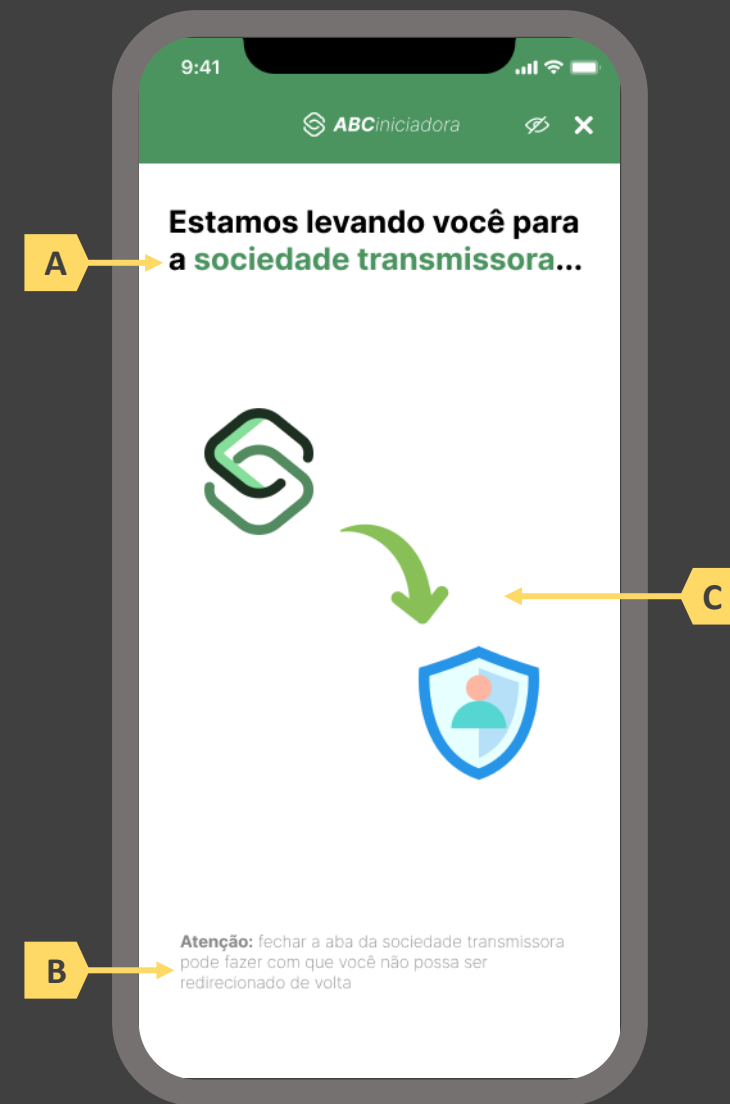 9:41
ABCiniciadora
Estamos levando você para
A
a sociedade transmissora...
C
Atenção: fechar a aba da sociedade transmissora
B
pode fazer com que você não possa ser
redirecionado de volta